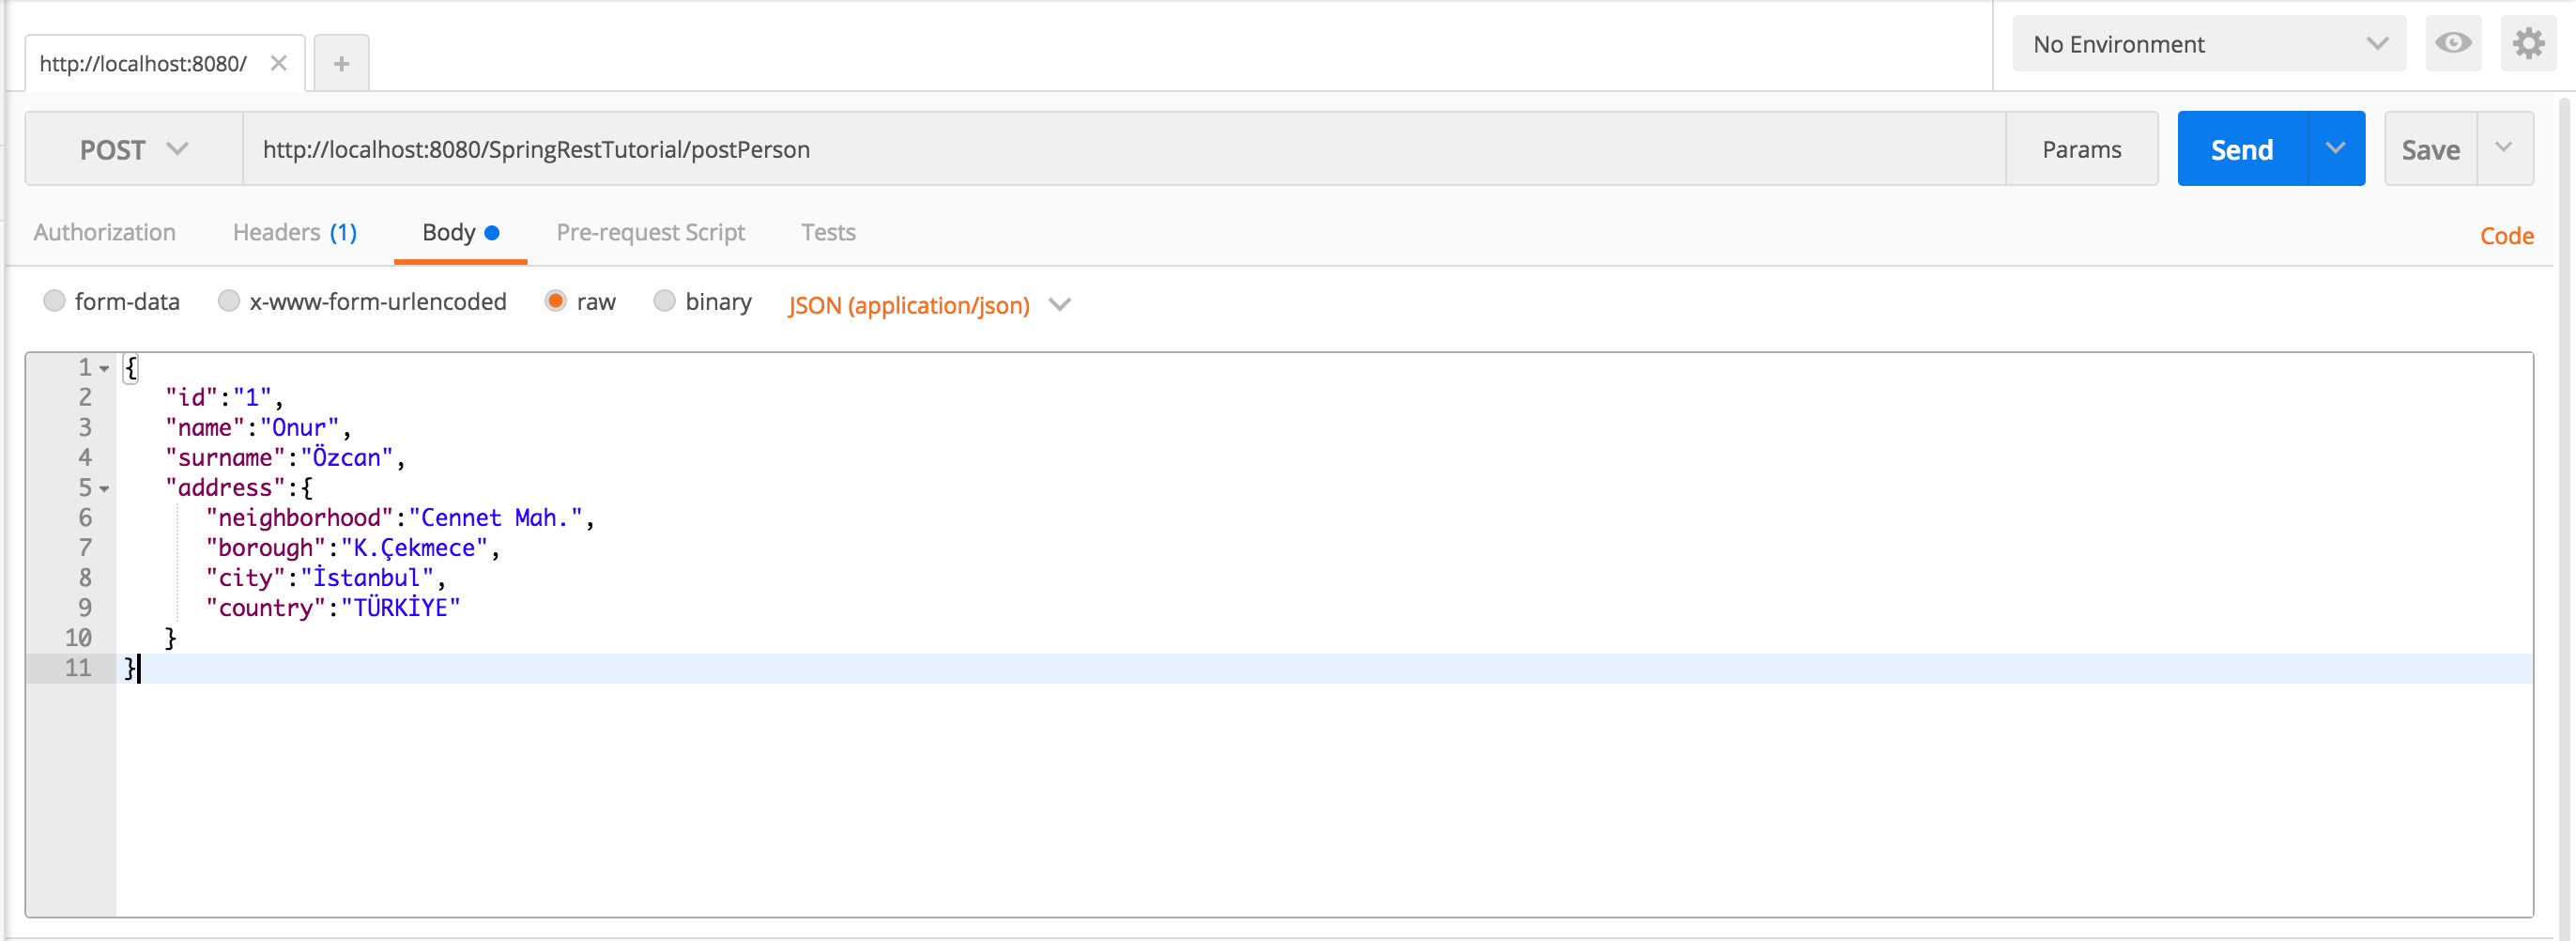 http://localhost:8080/
No Environment
POST http://localhost:8080/SpringRestTutorial/postPerson Params Send Save
Authorization Headers (1) Body Pre-request Script Tests Code
form-data x-www-form-urlencoded raw binary JSON (application/json)
1 {
2 "id":"1",
3 "name":"Onur",
4 "surname":"Özcan",
5 "address":{
6 "neighborhood":"Cennet Mah.",
7 "borough":"K.Çekmece",
8 "city":"İstanbul",
9 "country":"TÜRKİYE"
10 }
11 }